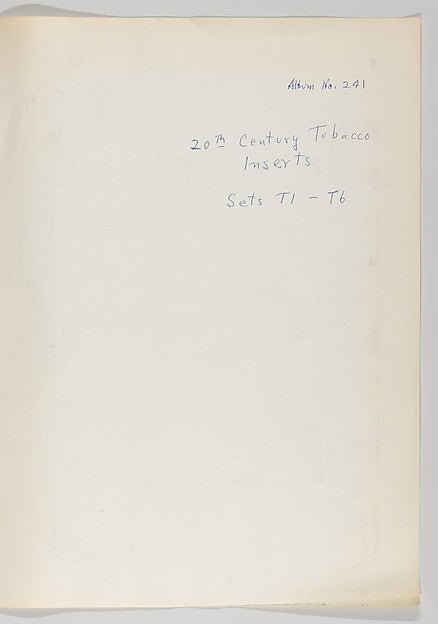 Album No. 241
20th Century Tobacco
Inserts
Sets T1 - T6